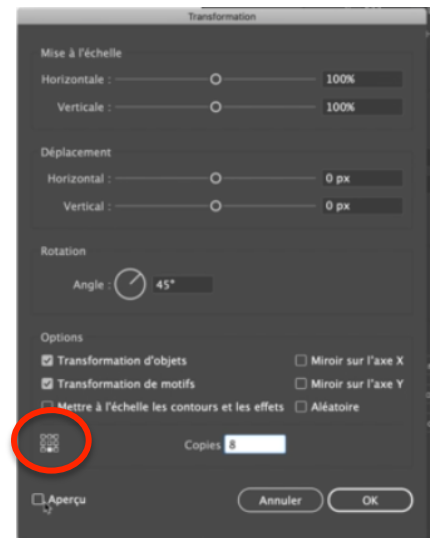 Transformation
Mise à l'échelle
Horizontale : 100%
Verticale : 100%
Déplacement
Horizontal : 0 px
Vertical : 0 px
Rotation
Angle : 45°
Options
Transformation d'objets Miroir sur l'axe X
Transformation de motifs Miroir sur l'axe Y
Mettre à l'échelle les contours et les effets Aléatoire
Copies 8
Aperçu Annuler OK